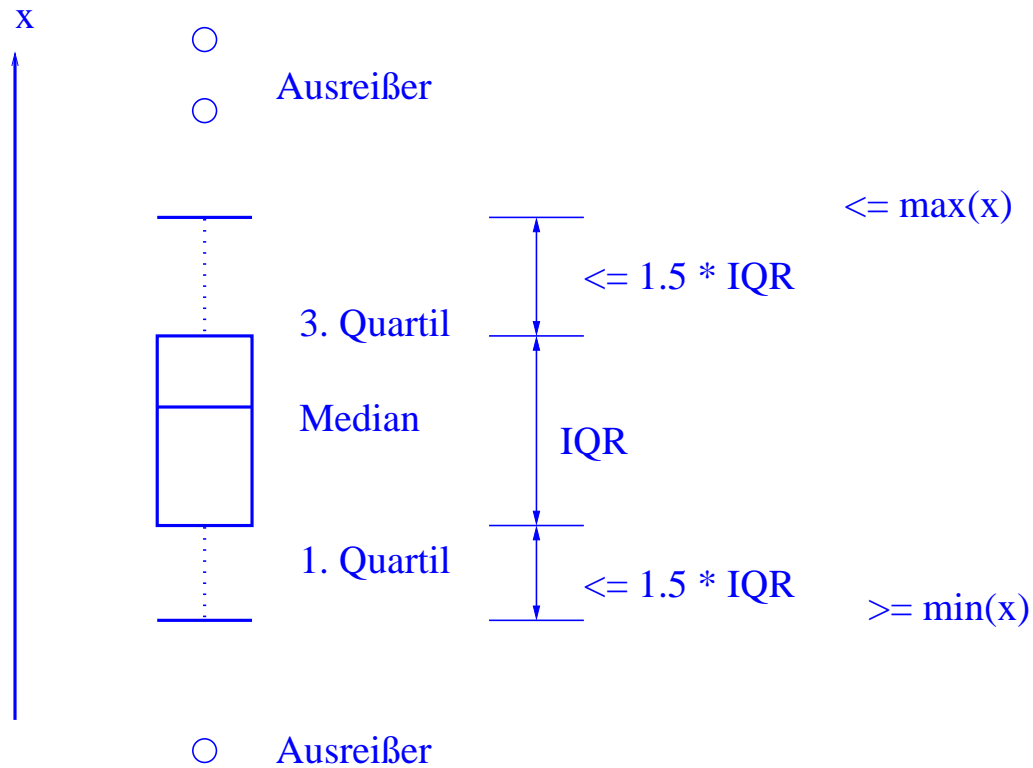 x
Ausreißer
<= max(x)
<= 1.5 * IQR
3. Quartil
Median
IQR
1. Quartil
<= 1.5 * IQR
>= min(x)
Ausreißer